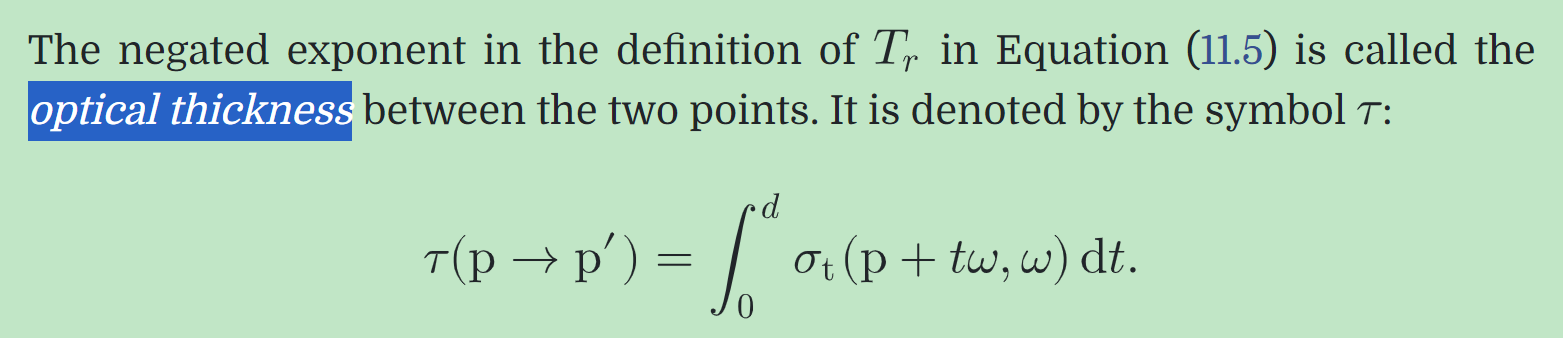 The negated exponent in the definition of Tᵣ in Equation (11.5) is called the
optical thickness between the two points. It is denoted by the symbol τ:
τ(p → p′) = ∫₀ᵈ σₜ(p + tω, ω) dt.